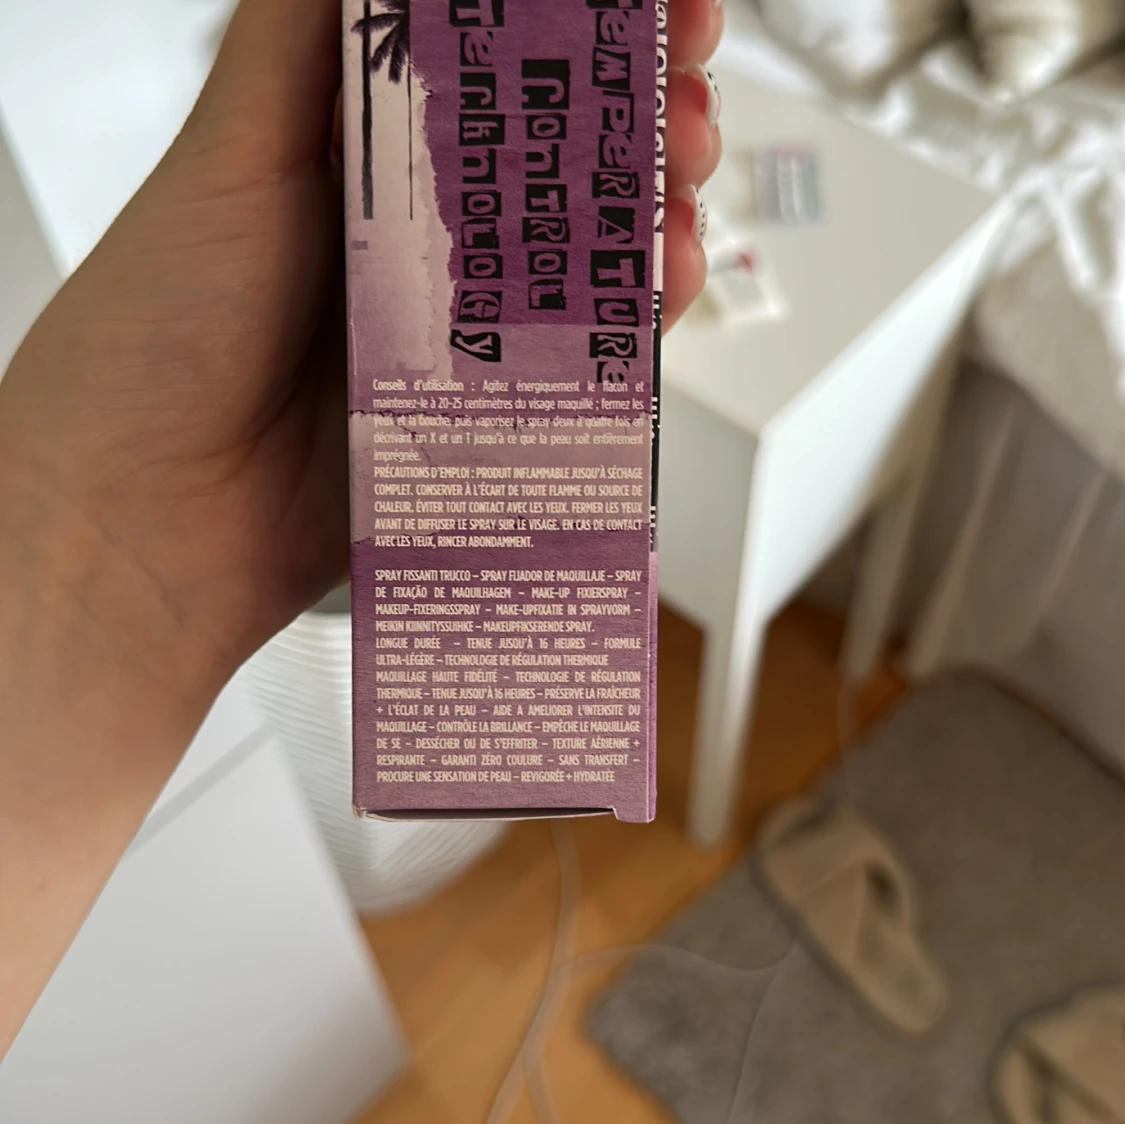 TEMPERATURE
CONTROL
TECHNOLOGY
Conseils d'utilisation : Agitez énergiquement le flacon et
maintenez-le à 20-25 centimètres du visage maquillé ; fermez les
yeux et la bouche, puis vaporisez le spray deux à quatre fois en
décrivant un X et un T jusqu'à ce que la peau soit entièrement
imprégnée.
PRÉCAUTIONS D'EMPLOI : PRODUIT INFLAMMABLE JUSQU'À SÉCHAGE
COMPLET. CONSERVER À L'ÉCART DE TOUTE FLAMME OU SOURCE DE
CHALEUR. ÉVITER TOUT CONTACT AVEC LES YEUX. FERMER LES YEUX
AVANT DE DIFFUSER LE SPRAY SUR LE VISAGE. EN CAS DE CONTACT
AVEC LES YEUX, RINCER ABONDAMMENT.
SPRAY FISSANTI TRUCCO – SPRAY FIJADOR DE MAQUILLAJE – SPRAY
DE FIXAÇÃO DE MAQUILHAGEM – MAKE-UP FIXIERSPRAY –
MAKEUP-FIXERINGSSPRAY – MAKE-UPFIXATIE IN SPRAYVORM –
MEIKIN KIINNITYSSUIHKE – MAKEUPFIKSERENDE SPRAY.
LONGUE DURÉE – TENUE JUSQU'À 16 HEURES – FORMULE
ULTRA-LÉGÈRE – TECHNOLOGIE DE RÉGULATION THERMIQUE
MAQUILLAGE HAUTE FIDÉLITÉ – TECHNOLOGIE DE RÉGULATION
THERMIQUE – TENUE JUSQU'À 16 HEURES – PRÉSERVE LA FRAÎCHEUR
+ L'ÉCLAT DE LA PEAU – AIDE A AMELIORER L'INTENSITE DU
MAQUILLAGE – CONTRÔLE LA BRILLANCE – EMPÊCHE LE MAQUILLAGE
DE SE – DESSÉCHER OU DE S'EFFRITER – TEXTURE AÉRIENNE +
RESPIRANTE – GARANTI ZÉRO COULURE – SANS TRANSFERT –
PROCURE UNE SENSATION DE PEAU – REVIGORÉE + HYDRATÉE